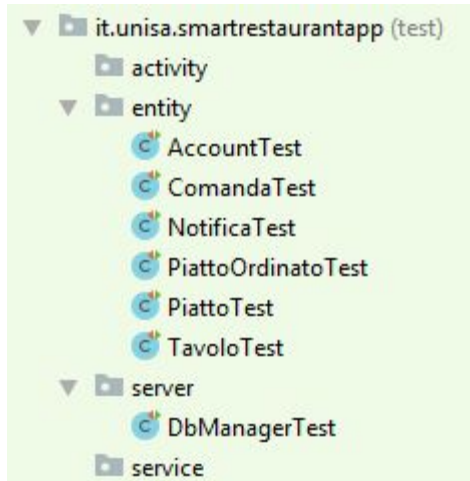 it.unisa.smartrestaurantapp (test)
activity
entity
AccountTest
ComandaTest
NotificaTest
PiattoOrdinatoTest
PiattoTest
TavoloTest
server
DbManagerTest
service